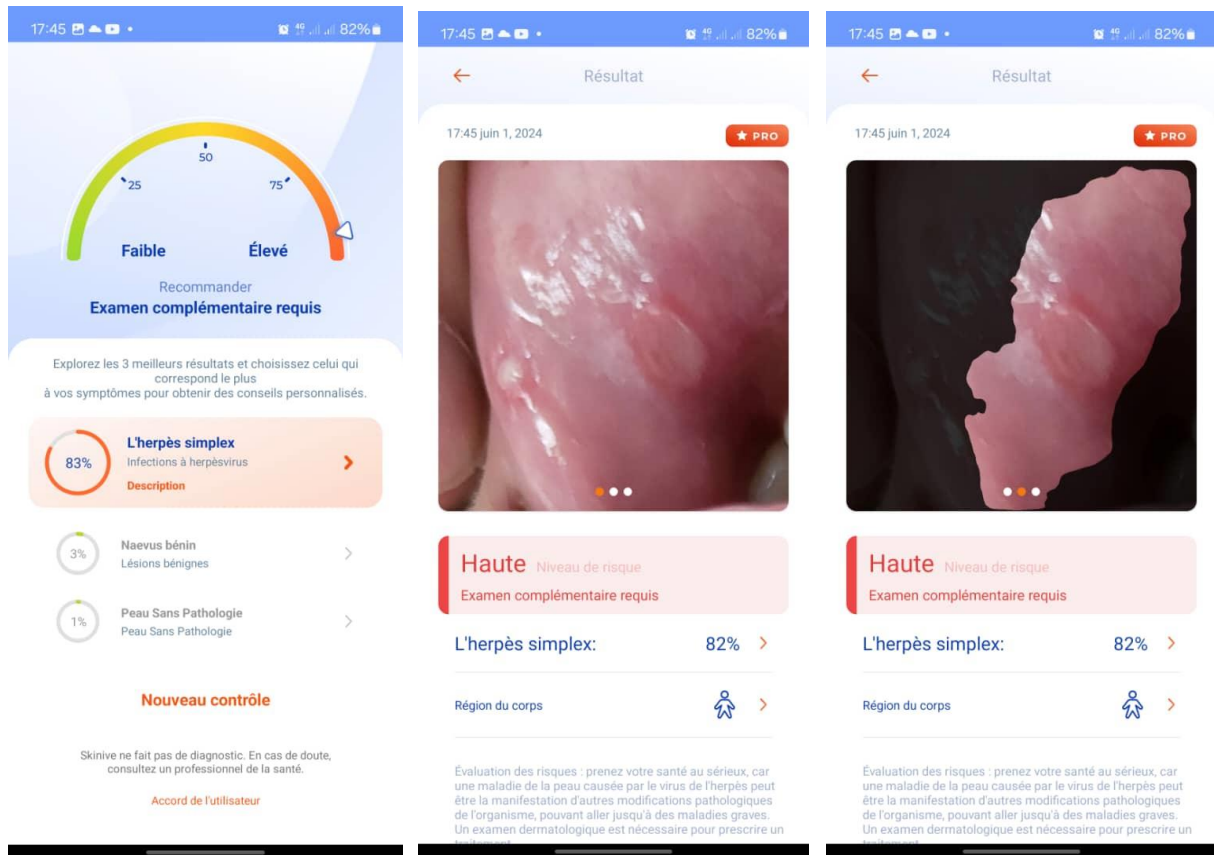 17:45
82%
50
25
75
Faible
Élevé
Recommander
Examen complémentaire requis
Explorez les 3 meilleurs résultats et choisissez celui qui
correspond le plus
à vos symptômes pour obtenir des conseils personnalisés.
83%
L'herpès simplex
Infections à herpèsvirus
Description
3%
Naevus bénin
Lésions bénignes
1%
Peau Sans Pathologie
Peau Sans Pathologie
Nouveau contrôle
Skinive ne fait pas de diagnostic. En cas de doute,
consultez un professionnel de la santé.
Accord de l'utilisateur
17:45
82%
Résultat
17:45 juin 1, 2024
PRO
Haute Niveau de risque
Examen complémentaire requis
L'herpès simplex: 82%
Région du corps
Évaluation des risques : prenez votre santé au sérieux, car
une maladie de la peau causée par le virus de l'herpès peut
être la manifestation d'autres modifications pathologiques
de l'organisme, pouvant aller jusqu'à des maladies graves.
Un examen dermatologique est nécessaire pour prescrire un
17:45
82%
Résultat
17:45 juin 1, 2024
PRO
Haute Niveau de risque
Examen complémentaire requis
L'herpès simplex: 82%
Région du corps
Évaluation des risques : prenez votre santé au sérieux, car
une maladie de la peau causée par le virus de l'herpès peut
être la manifestation d'autres modifications pathologiques
de l'organisme, pouvant aller jusqu'à des maladies graves.
Un examen dermatologique est nécessaire pour prescrire un